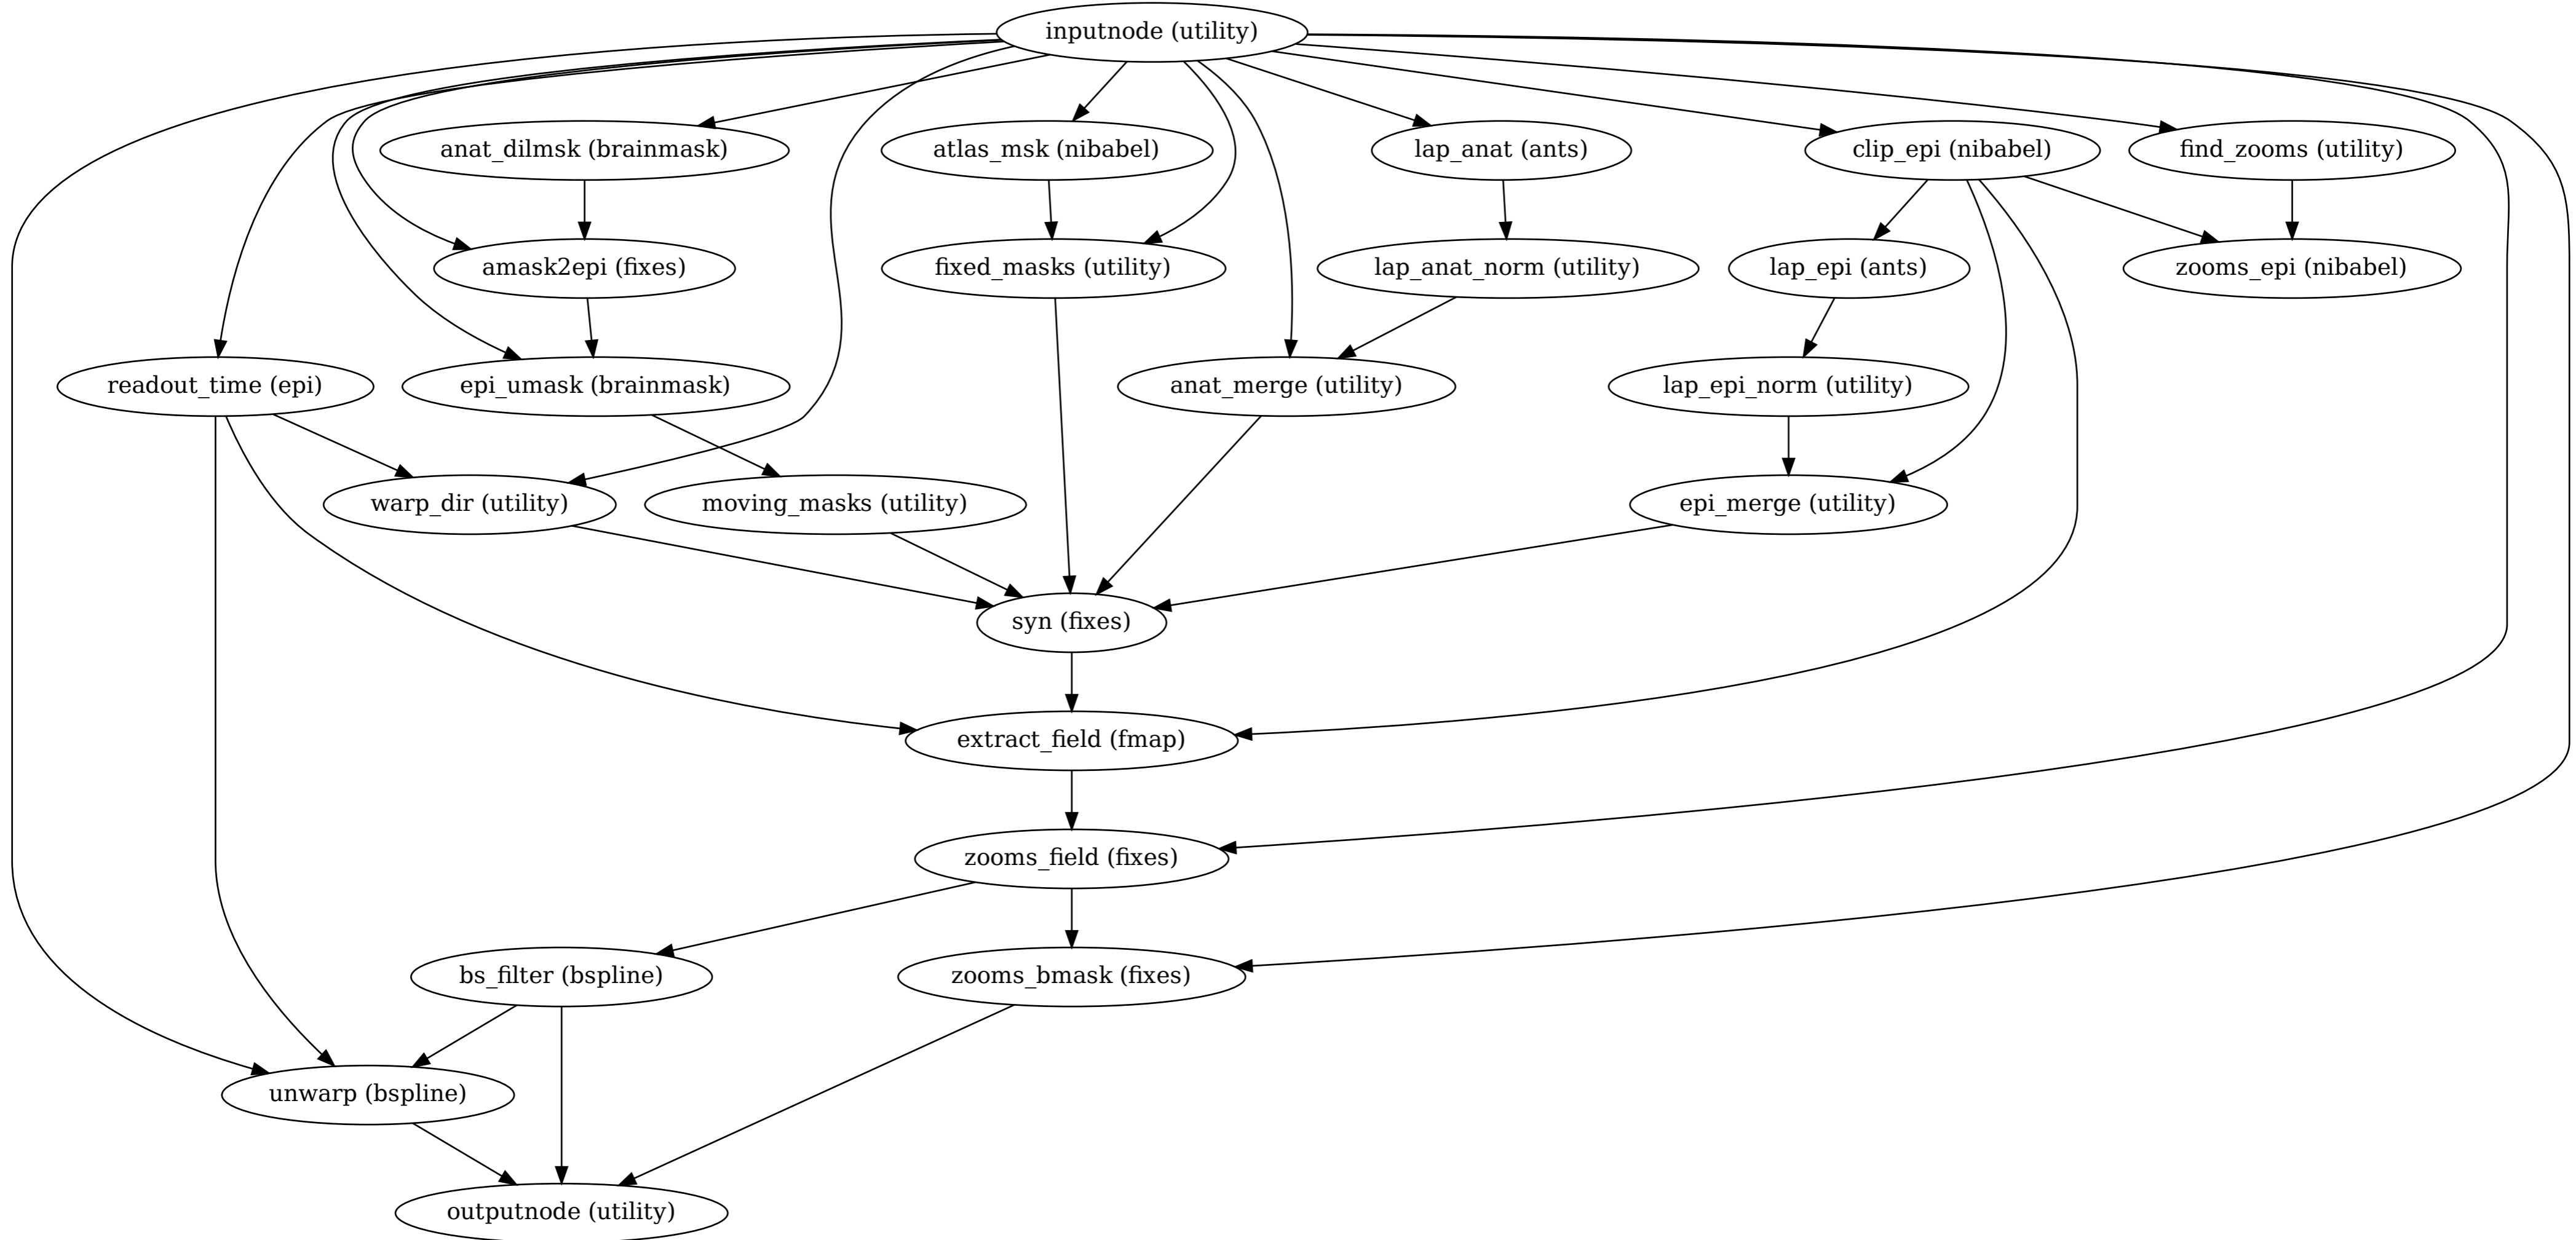 inputnode (utility)
anat_dilmsk (brainmask)
atlas_msk (nibabel)
lap_anat (ants)
clip_epi (nibabel)
find_zooms (utility)
amask2epi (fixes)
fixed_masks (utility)
lap_anat_norm (utility)
lap_epi (ants)
zooms_epi (nibabel)
readout_time (epi)
epi_umask (brainmask)
anat_merge (utility)
lap_epi_norm (utility)
warp_dir (utility)
moving_masks (utility)
epi_merge (utility)
syn (fixes)
extract_field (fmap)
zooms_field (fixes)
bs_filter (bspline)
zooms_bmask (fixes)
unwarp (bspline)
outputnode (utility)